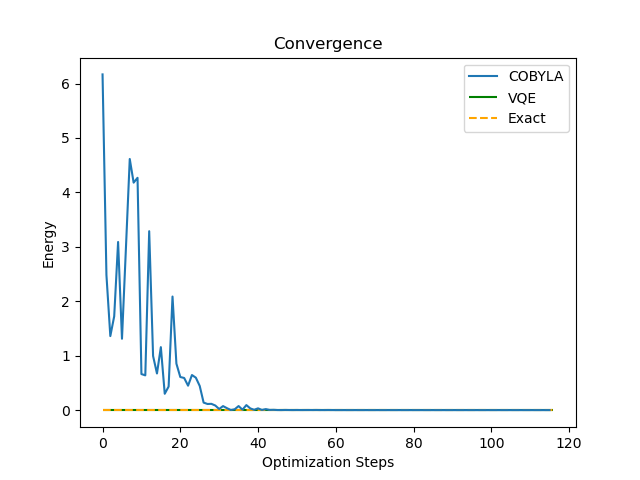 Convergence
COBYLA
VQE
Exact
Energy
6
5
4
3
2
1
0
0 20 40 60 80 100 120
Optimization Steps